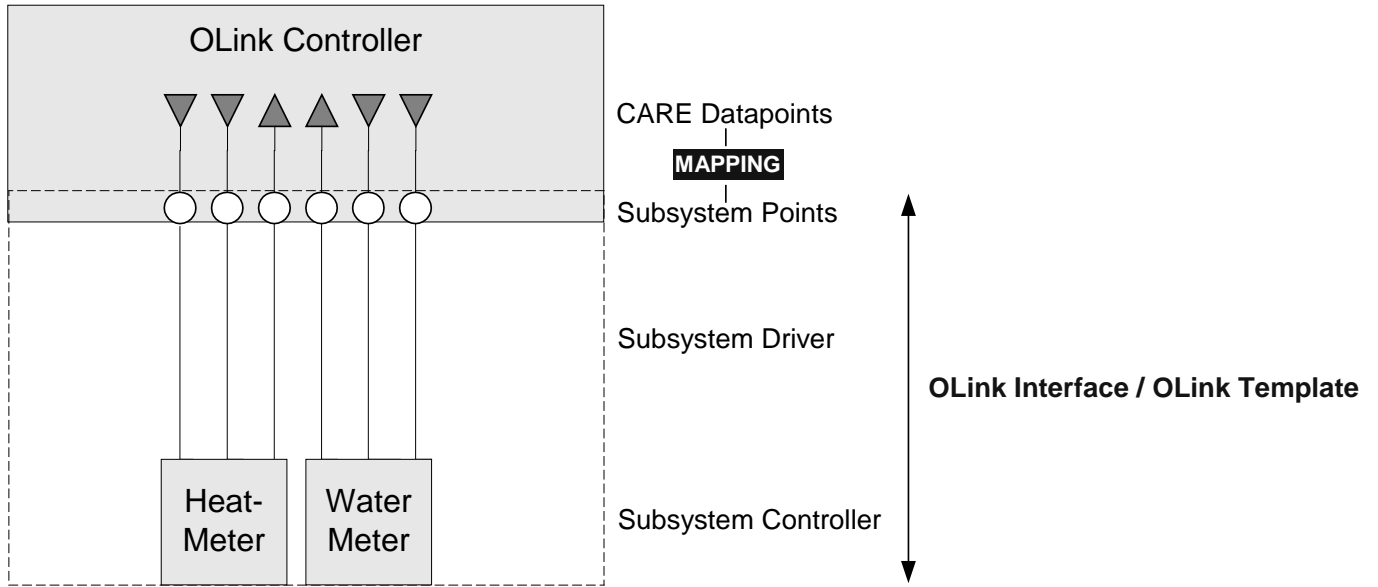 OLink Controller
CARE Datapoints
MAPPING
Subsystem Points
Subsystem Driver
OLink Interface / OLink Template
Heat-
Meter
Water
Meter
Subsystem Controller